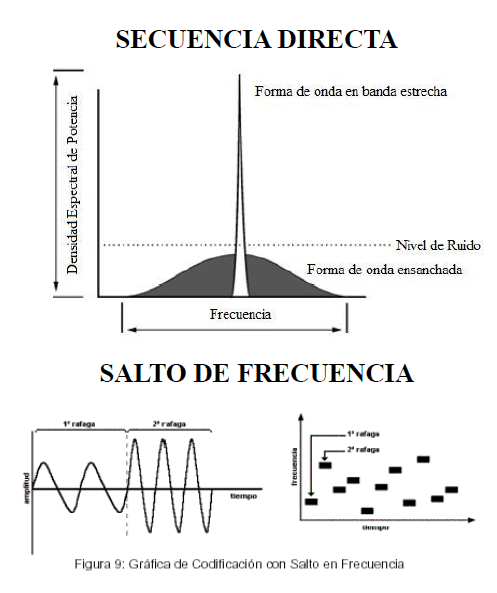 SECUENCIA DIRECTA
Forma de onda en banda estrecha
Densidad Espectral de Potencia
Nivel de Ruido
Forma de onda ensanchada
Frecuencia
SALTO DE FRECUENCIA
1ª rafaga
2ª rafaga
amplitud
tiempo
1ª rafaga
2ª rafaga
frecuencia
tiempo
Figura 9: Gráfica de Codificación con Salto en Frecuencia